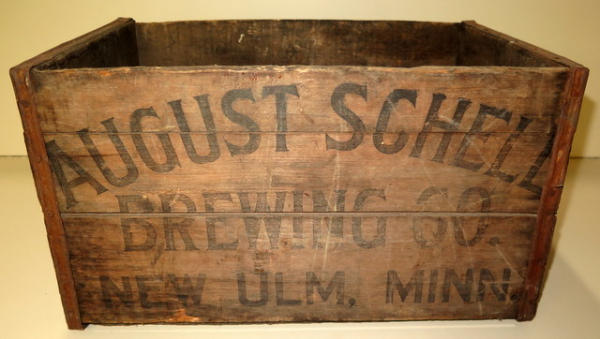 AUGUST SCHELL
BREWING CO.
NEW ULM, MINN.